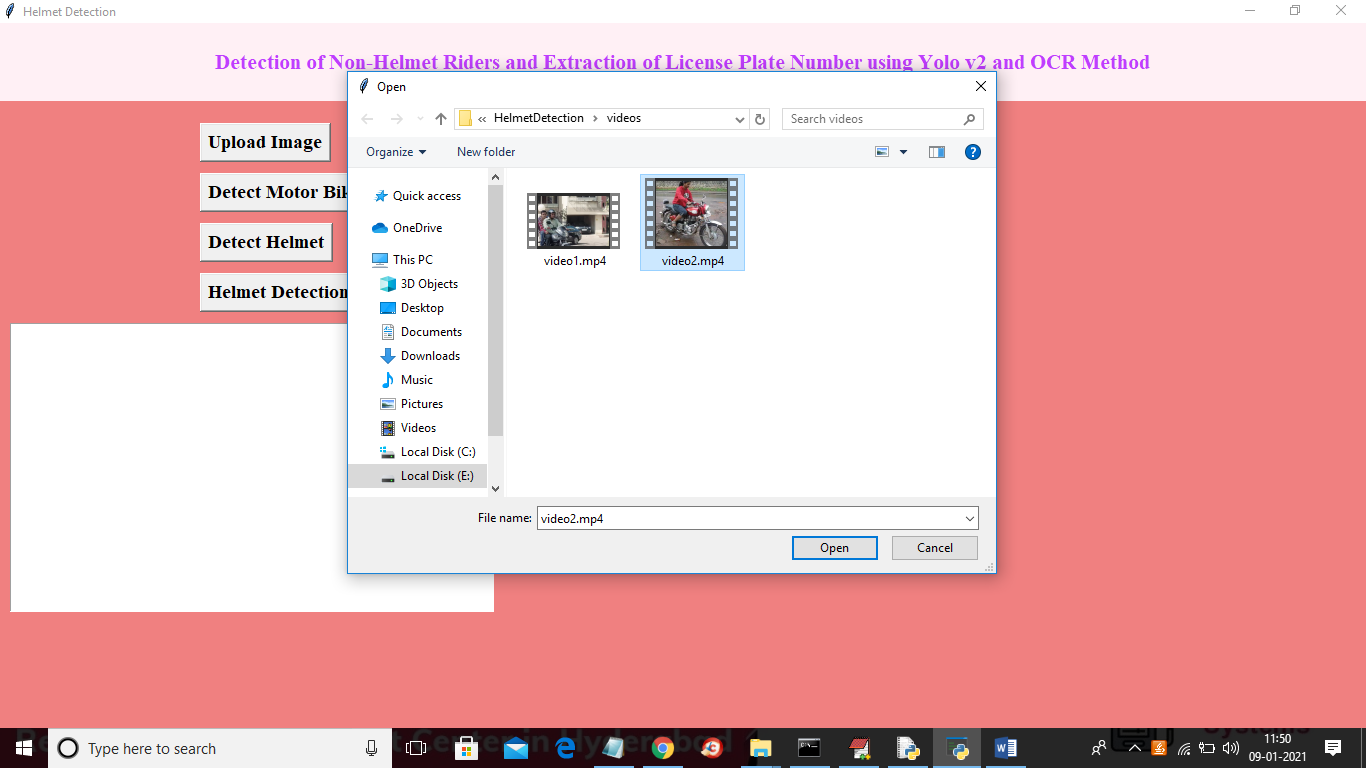 Helmet Detection
Detection of Non-Helmet Riders and Extraction of License Plate Number using Yolo v2 and OCR Method
Upload Image
Detect Motor Bik
Detect Helmet
Helmet Detection
Open
« HelmetDetection › videos
Search videos
Organize
New folder
Quick access
OneDrive
This PC
3D Objects
Desktop
Documents
Downloads
Music
Pictures
Videos
Local Disk (C:)
Local Disk (E:)
video1.mp4
video2.mp4
File name: video2.mp4
Open
Cancel
Type here to search
11:50
09-01-2021